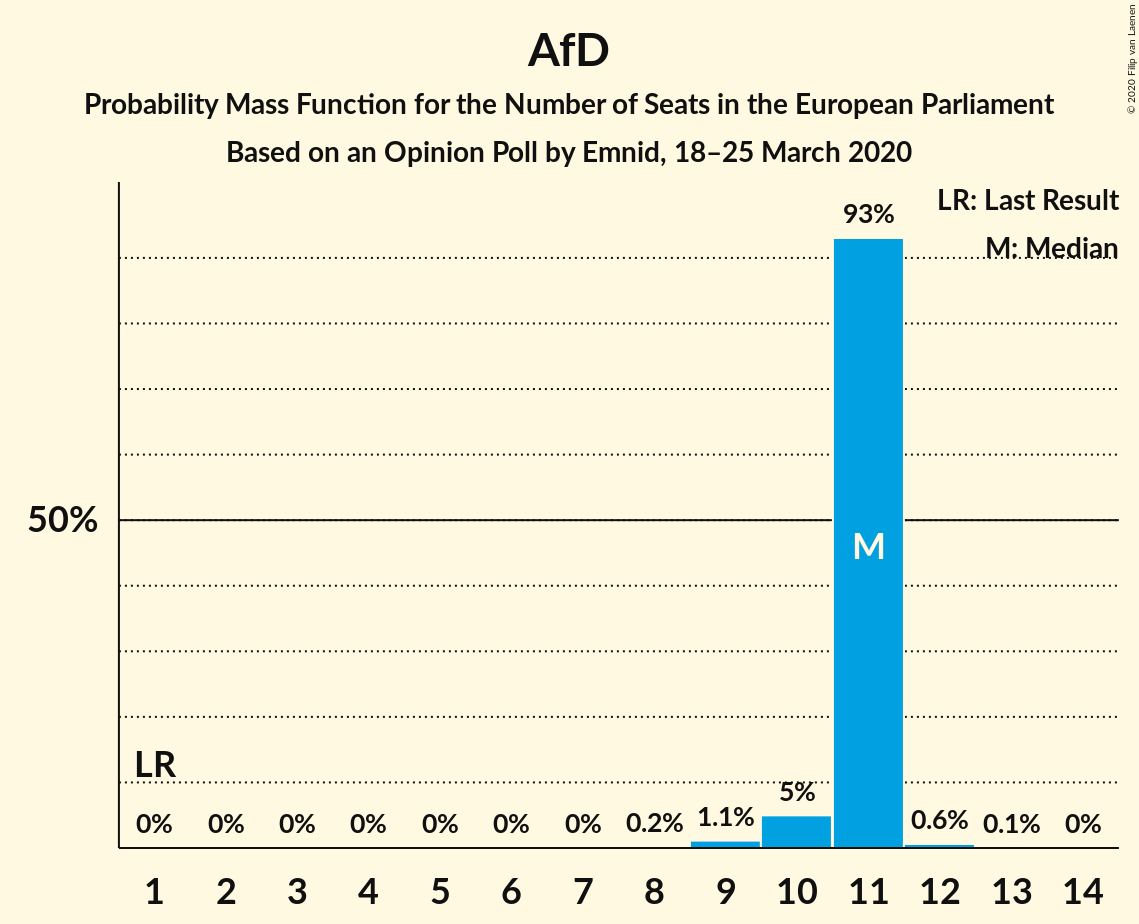 AfD
Probability Mass Function for the Number of Seats in the European Parliament
Based on an Opinion Poll by Emnid, 18–25 March 2020
© 2020 Filip van Laenen
LR: Last Result
M: Median
93%
50%
M
LR
0% 0% 0% 0% 0% 0% 0% 0.2% 1.1% 5% 0.6% 0.1% 0%
1 2 3 4 5 6 7 8 9 10 11 12 13 14